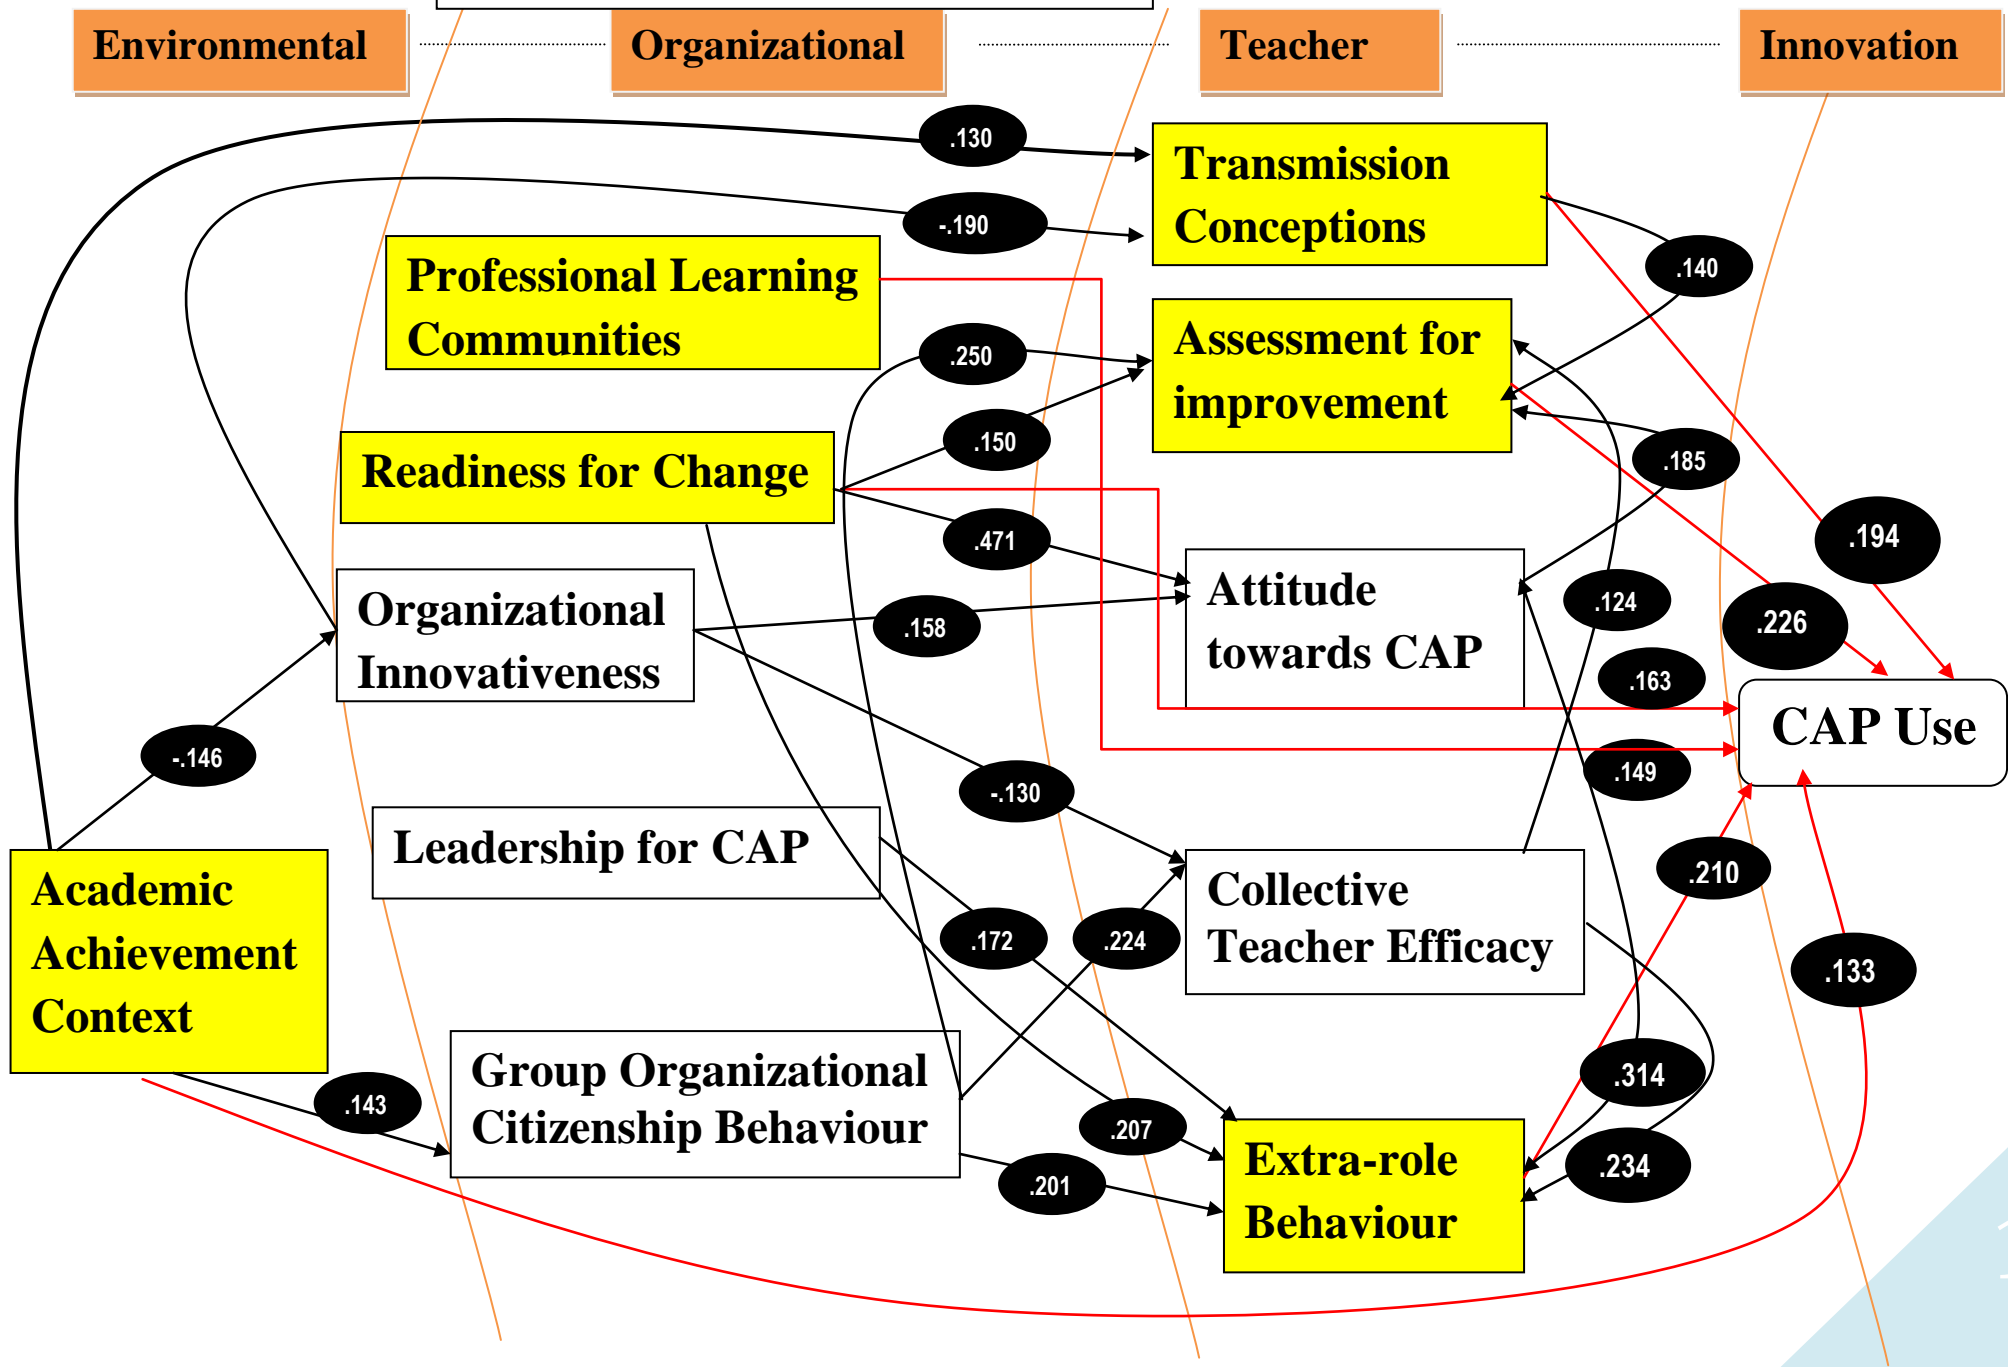 Environmental
Organizational
Teacher
Innovation
.130
Transmission
Conceptions
-.190
Professional Learning
Communities
.140
.250
Assessment for
improvement
.150
Readiness for Change
.185
.471
.194
Organizational
Innovativeness
.158
Attitude
towards CAP
.124
.226
.163
CAP Use
-.146
.149
-.130
Leadership for CAP
.210
Academic
Achievement
Context
.172
.224
Collective
Teacher Efficacy
.133
Group Organizational
Citizenship Behaviour
.143
.314
.207
.201
Extra-role
Behaviour
.234